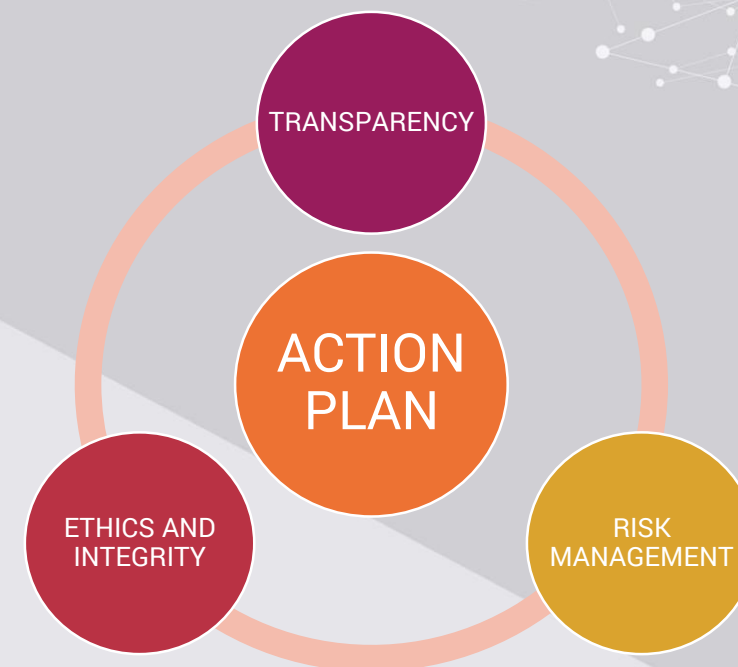 TRANSPARENCY
ACTION
PLAN
ETHICS AND
INTEGRITY
RISK
MANAGEMENT